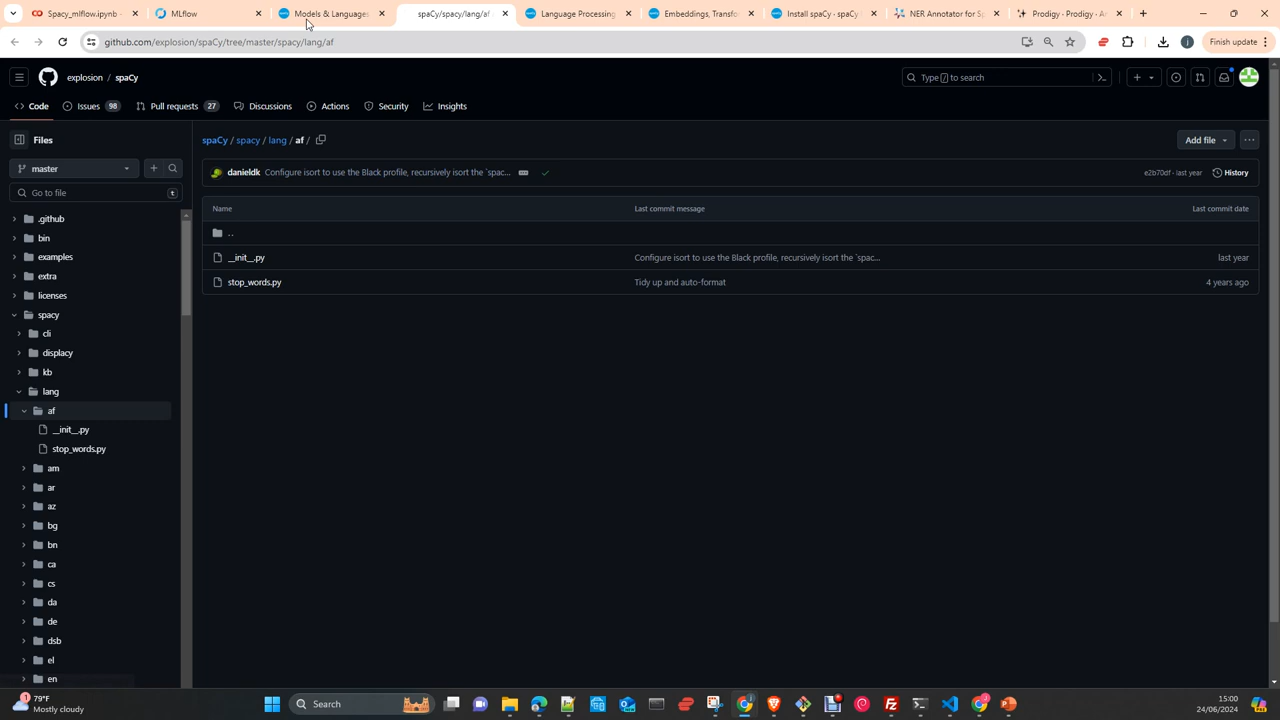 Spacy_mlflow.ipynb -
MLflow
Models & Languages
spaCy/spacy/lang/af
Language Processing
Embeddings, Transfo
Install spaCy · spaCy
NER Annotator for Sp
Prodigy · Prodigy · An
github.com/explosion/spaCy/tree/master/spacy/lang/af
Finish update
explosion / spaCy
Type / to search
Code
Issues 98
Pull requests 27
Discussions
Actions
Security
Insights
Files
spaCy / spacy / lang / af /
Add file
master
danieldk Configure isort to use the Black profile, recursively isort the `spac...
e2b70df · last year
History
Go to file
t
Name
Last commit message
Last commit date
.github
..
bin
__init__.py
Configure isort to use the Black profile, recursively isort the `spac...
last year
examples
extra
stop_words.py
Tidy up and auto-format
4 years ago
licenses
spacy
cli
displacy
kb
lang
af
__init__.py
stop_words.py
am
ar
az
bg
bn
ca
cs
da
de
dsb
el
en
79°F
Mostly cloudy
Search
15:00
24/06/2024